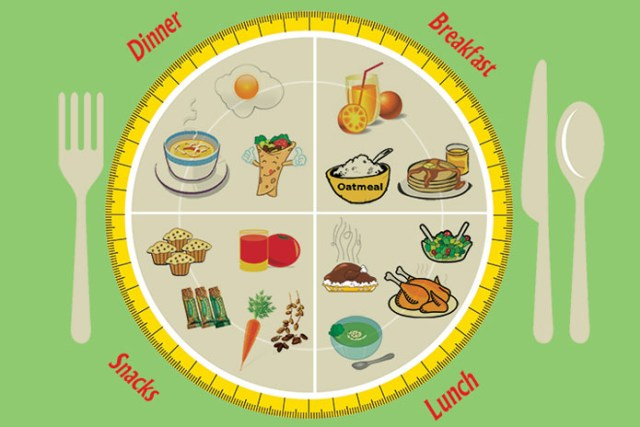 Dinner
Breakfast
Oatmeal
Snacks
Lunch